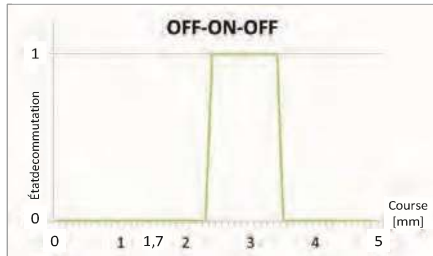 OFF-ON-OFF
1
Étatdecommutation
0
Course
[mm]
0 1 1,7 2 3 4 5